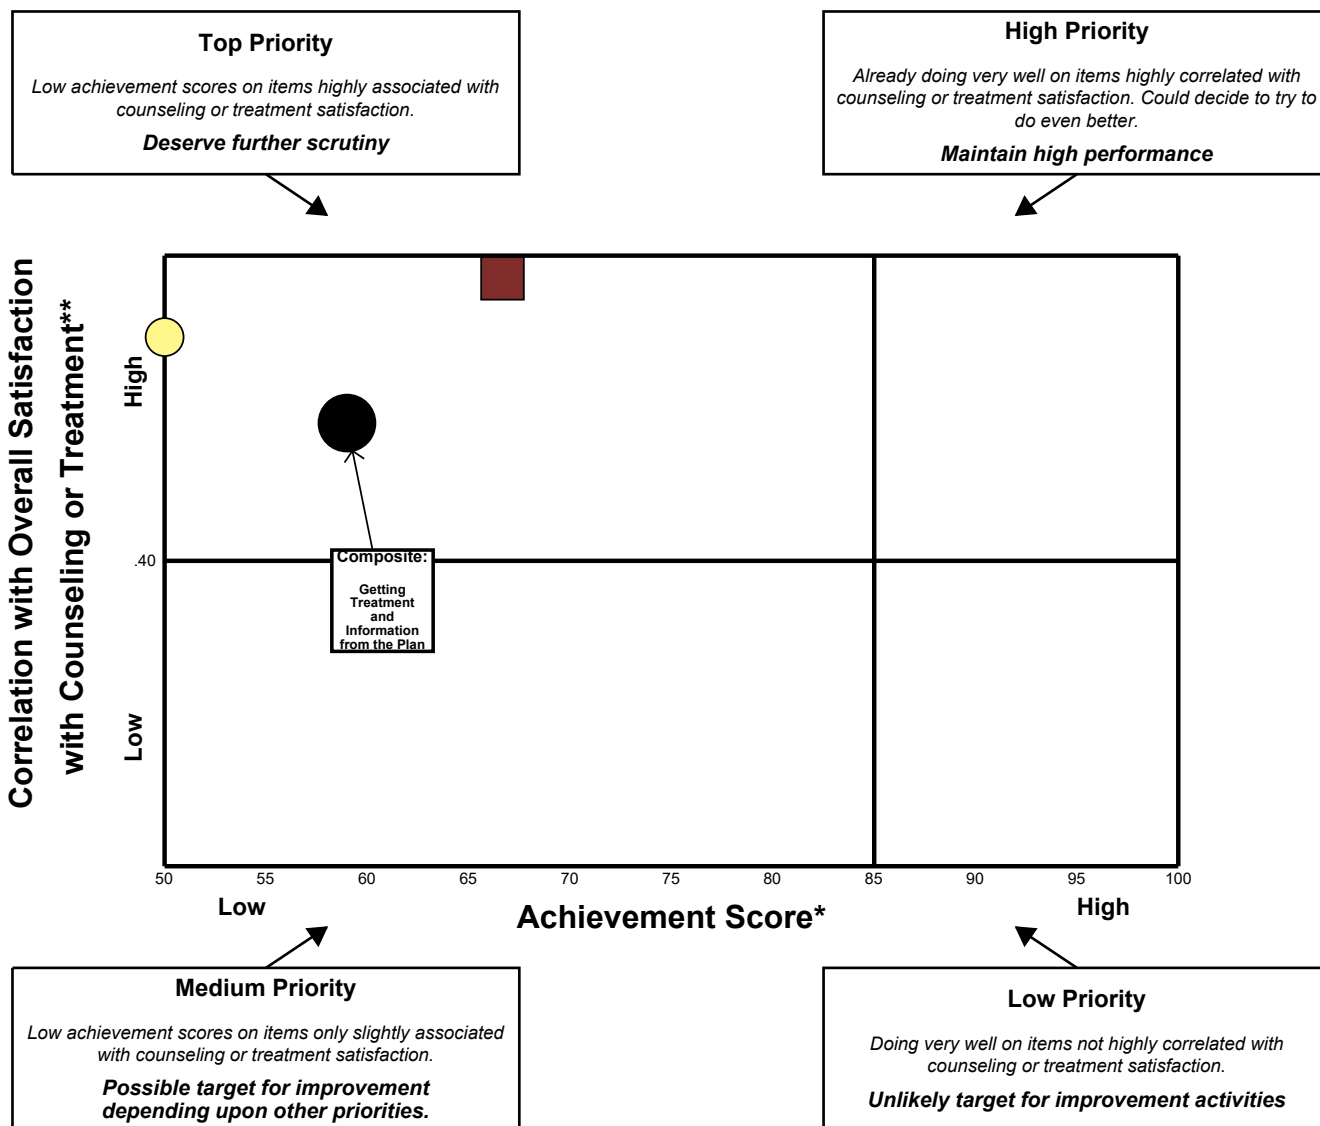 Top Priority
Low achievement scores on items highly associated with
counseling or treatment satisfaction.
Deserve further scrutiny
High Priority
Already doing very well on items highly correlated with
counseling or treatment satisfaction. Could decide to try to
do even better.
Maintain high performance
Correlation with Overall Satisfaction
with Counseling or Treatment**
High
.40
Low
Composite:
Getting
Treatment
and
Information
from the Plan
50 55 60 65 70 75 80 85 90 95 100
Low
Achievement Score*
High
Medium Priority
Low achievement scores on items only slightly associated
with counseling or treatment satisfaction.
Possible target for improvement
depending upon other priorities.
Low Priority
Doing very well on items not highly correlated with
counseling or treatment satisfaction.
Unlikely target for improvement activities